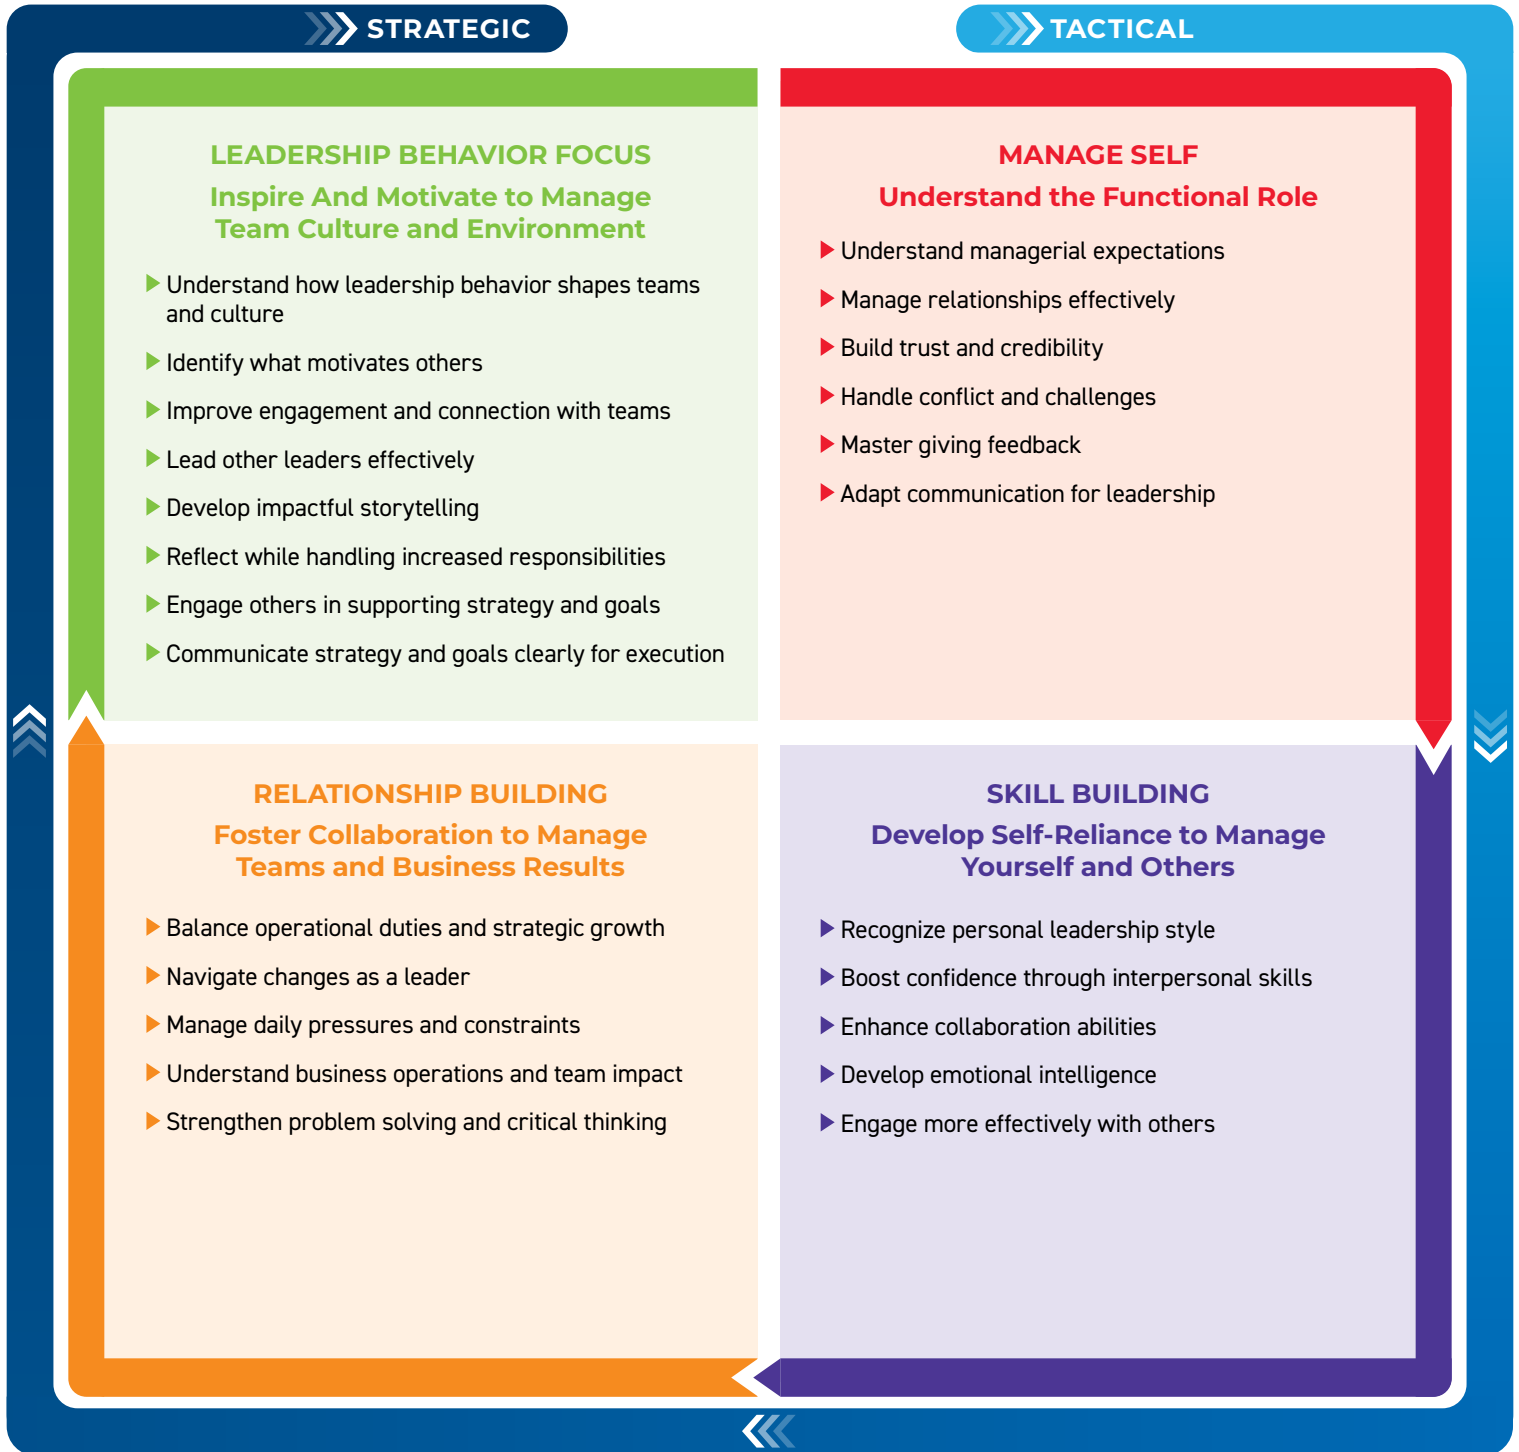 STRATEGIC
TACTICAL
LEADERSHIP BEHAVIOR FOCUS
Inspire And Motivate to Manage
Team Culture and Environment
Understand how leadership behavior shapes teams
and culture
Identify what motivates others
Improve engagement and connection with teams
Lead other leaders effectively
Develop impactful storytelling
Reflect while handling increased responsibilities
Engage others in supporting strategy and goals
Communicate strategy and goals clearly for execution
MANAGE SELF
Understand the Functional Role
Understand managerial expectations
Manage relationships effectively
Build trust and credibility
Handle conflict and challenges
Master giving feedback
Adapt communication for leadership
RELATIONSHIP BUILDING
Foster Collaboration to Manage
Teams and Business Results
Balance operational duties and strategic growth
Navigate changes as a leader
Manage daily pressures and constraints
Understand business operations and team impact
Strengthen problem solving and critical thinking
SKILL BUILDING
Develop Self-Reliance to Manage
Yourself and Others
Recognize personal leadership style
Boost confidence through interpersonal skills
Enhance collaboration abilities
Develop emotional intelligence
Engage more effectively with others